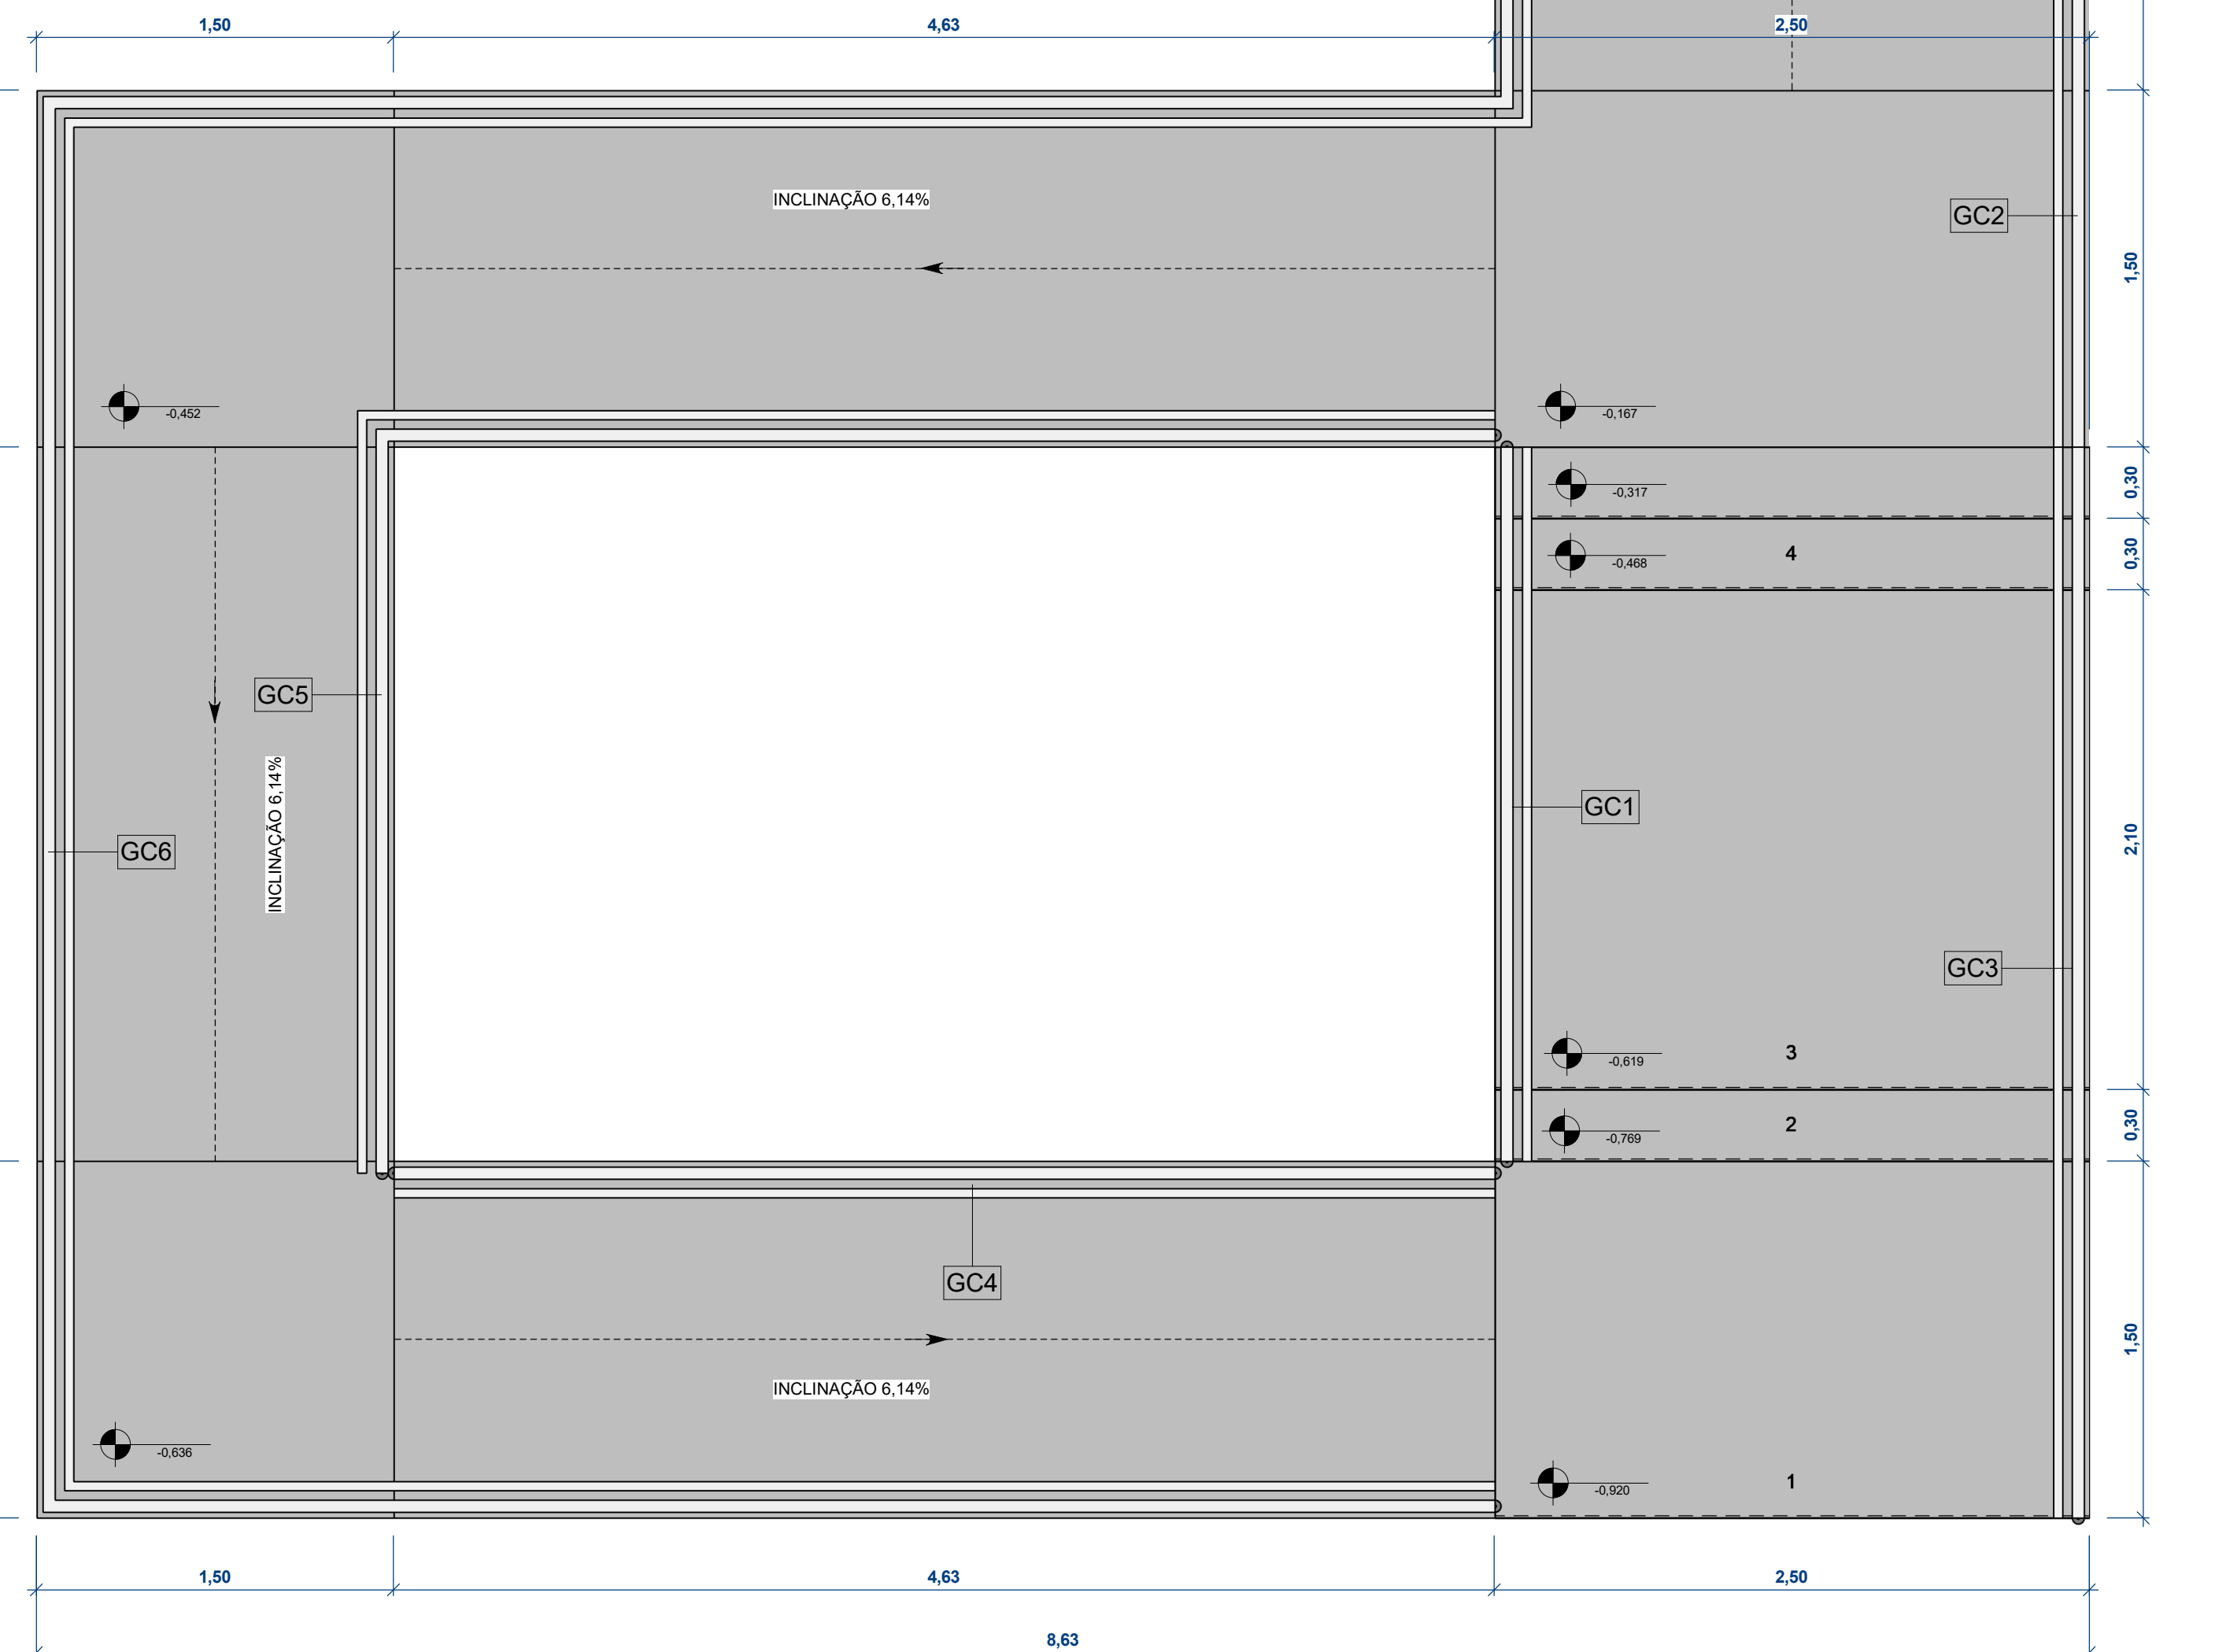 1,50
4,63
2,50
INCLINAÇÃO 6,14%
GC2
1,50
-0,452
-0,167
0,30
-0,317
0,30
-0,468
4
GC5
INCLINAÇÃO 6,14%
GC1
2,10
GC6
GC3
3
-0,619
0,30
2
-0,769
GC4
1,50
INCLINAÇÃO 6,14%
-0,636
1
-0,920
1,50
4,63
2,50
8,63